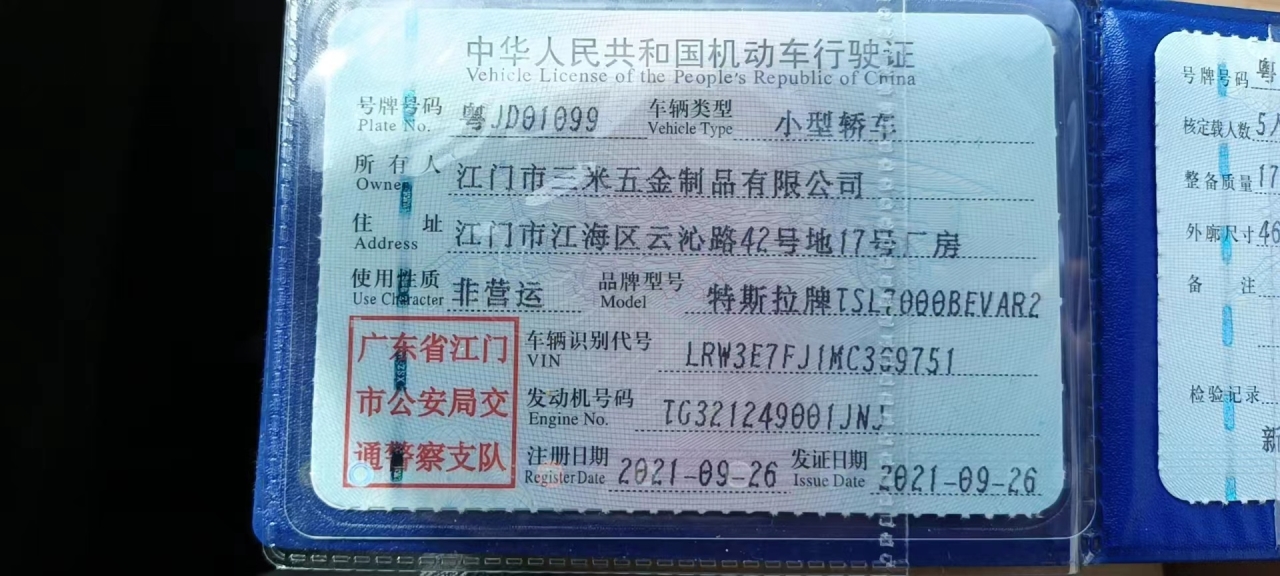 中华人民共和国机动车行驶证
Vehicle License of the People's Republic of China
号牌号码 粤JD01099 车辆类型 小型轿车
Plate No. Vehicle Type
所有人 江门市三米五金制品有限公司
Owner
住址 江门市江海区云沁路42号地17号厂房
Address
使用性质 非营运 品牌型号 特斯拉牌TSL7000BEVAR2
Use Character Model
广东省江门
市公安局交
通警察支队
车辆识别代号
VIN
发动机号码 TG321249001JNJ
Engine No.
注册日期 2021-09-26 发证日期 2021-09-26
Register Date Issue Date
号牌号码 粤
核定载人数 5人
整备质量 17
外廓尺寸 46
备注
检验记录
新